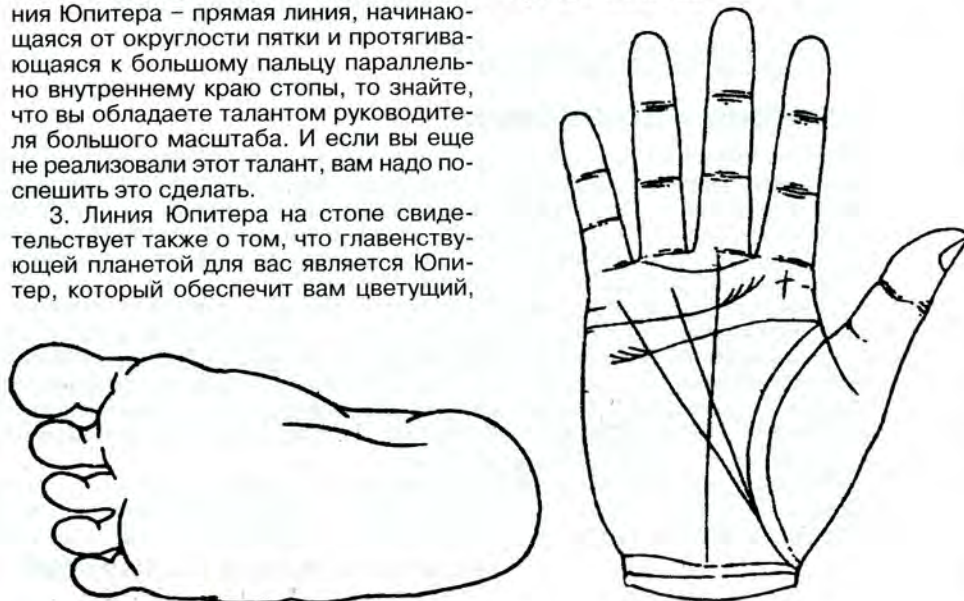 ния Юпитера – прямая линия, начинаю-
щаяся от округлости пятки и протягива-
ющаяся к большому пальцу параллель-
но внутреннему краю стопы, то знайте,
что вы обладаете талантом руководите-
ля большого масштаба. И если вы еще
не реализовали этот талант, вам надо по-
спешить это сделать.
3. Линия Юпитера на стопе свиде-
тельствует также о том, что главенству-
ющей планетой для вас является Юпи-
тер, который обеспечит вам цветущий,